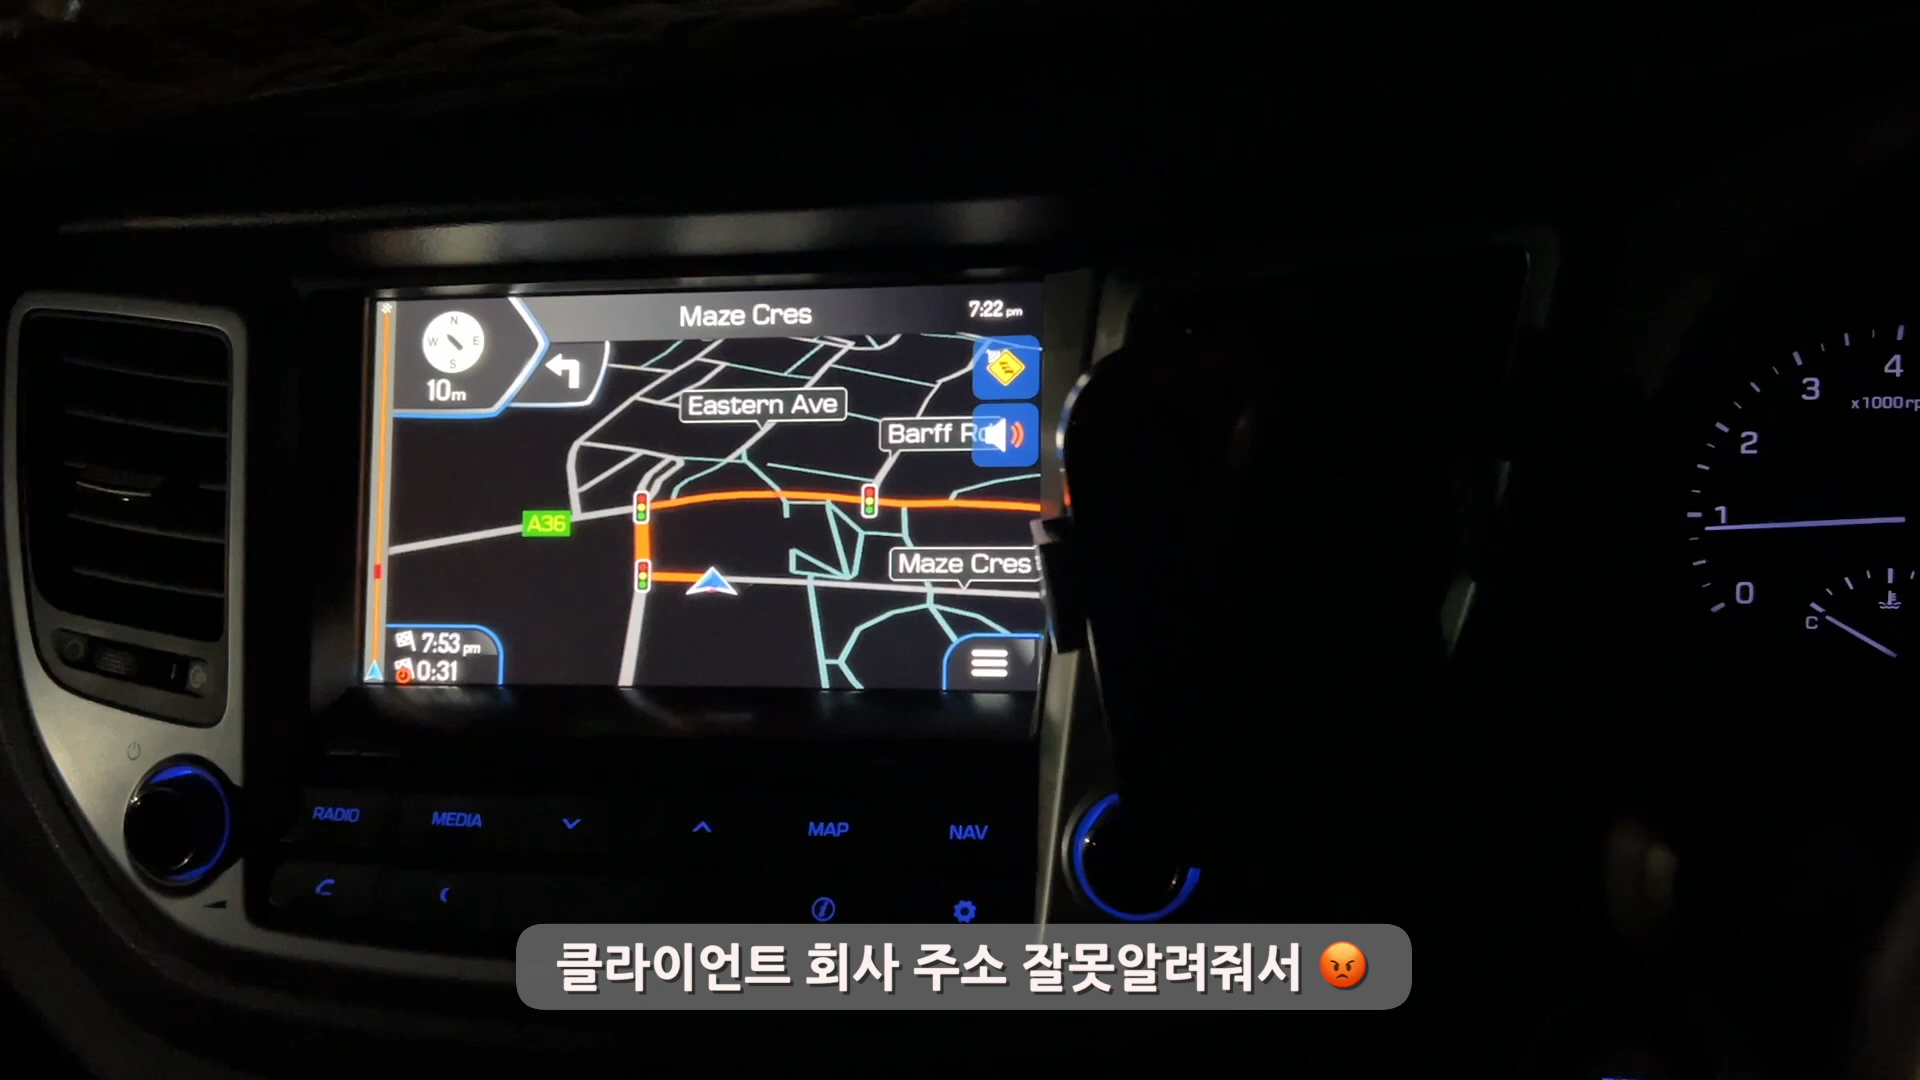 Maze Cres
7:22 pm
N
W E
S
10m
Eastern Ave
Barff
A36
Maze Cres
7:53 pm
0:31
RADIO
MEDIA
MAP
NAV
4
3
x1000
2
1
0
C
클라이언트 회사 주소 잘못알려줘서 😡